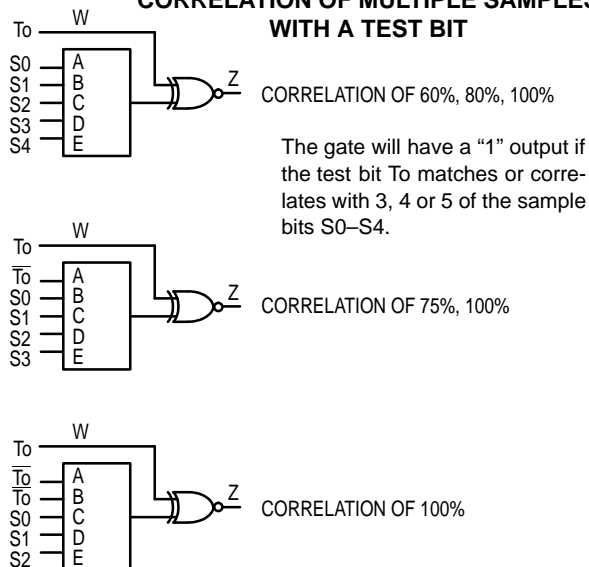 CORRELATION OF MULTIPLE SAMPLES
WITH A TEST BIT
W
To
S0 A
S1 B
S2 C
S3 D
S4 E
Z
CORRELATION OF 60%, 80%, 100%
The gate will have a “1” output if
the test bit To matches or corre-
lates with 3, 4 or 5 of the sample
bits S0–S4.
W
To
T̅o̅ A
S0 B
S1 C
S2 D
S3 E
Z
CORRELATION OF 75%, 100%
W
To
T̅o̅ A
T̅o̅ B
S0 C
S1 D
S2 E
Z
CORRELATION OF 100%